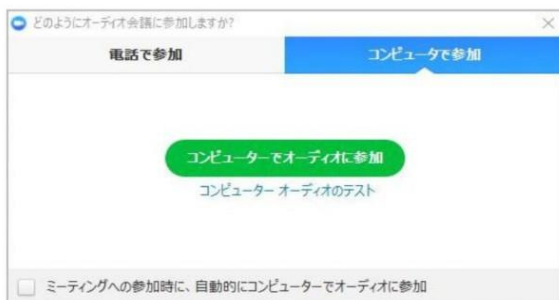 どのようにオーディオ会議に参加しますか?
電話で参加
コンピュータで参加
コンピューターでオーディオに参加
コンピューター オーディオのテスト
ミーティングへの参加時に、自動的にコンピューターでオーディオに参加